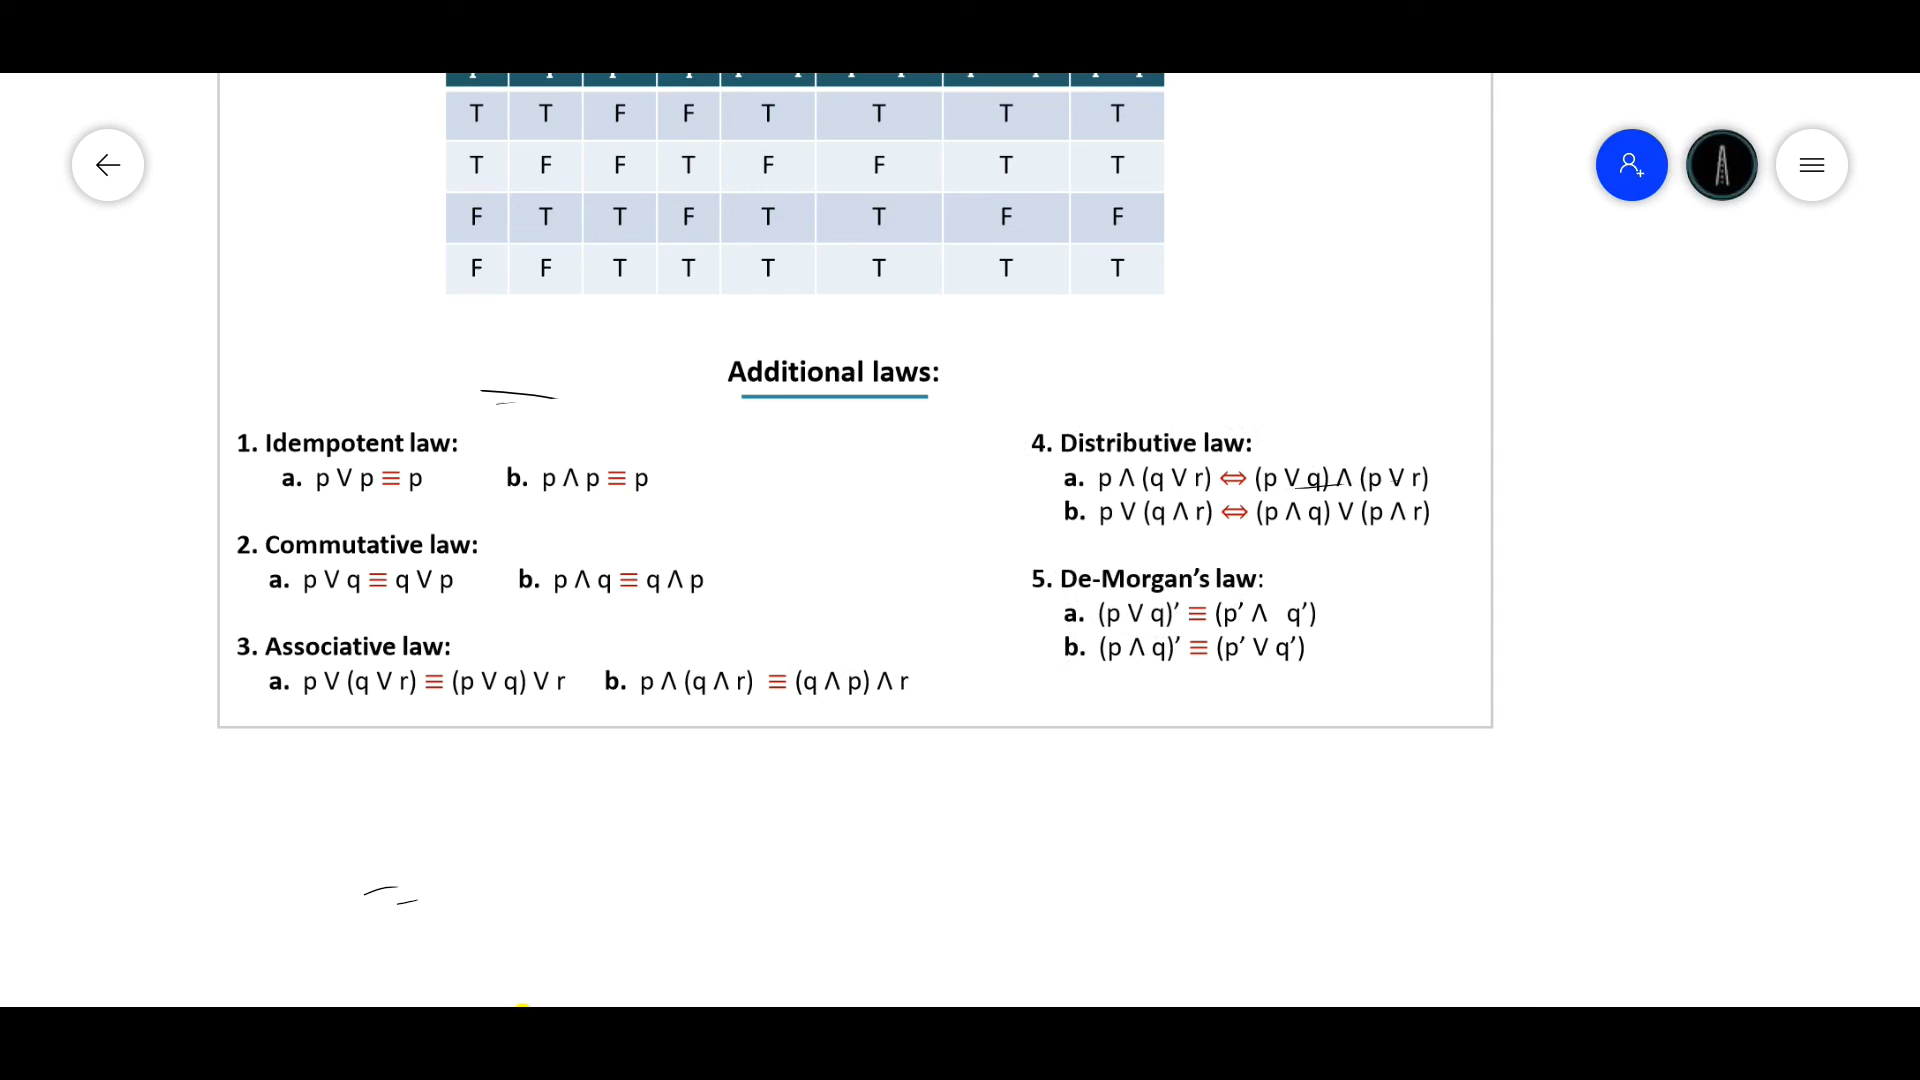 T T F F T T T T
T F F T F F T T
F T T F T T F F
F F T T T T T T
Additional laws:
1. Idempotent law:
a. p V p ≡ p b. p Λ p ≡ p
2. Commutative law:
a. p V q ≡ q V p b. p Λ q ≡ q Λ p
3. Associative law:
a. p V (q V r) ≡ (p V q) V r b. p Λ (q Λ r) ≡ (q Λ p) Λ r
4. Distributive law:
a. p Λ (q V r) ⇔ (p V q) Λ (p V r)
b. p V (q Λ r) ⇔ (p Λ q) V (p Λ r)
5. De-Morgan’s law:
a. (p V q)’ ≡ (p’ Λ q’)
b. (p Λ q)’ ≡ (p’ V q’)